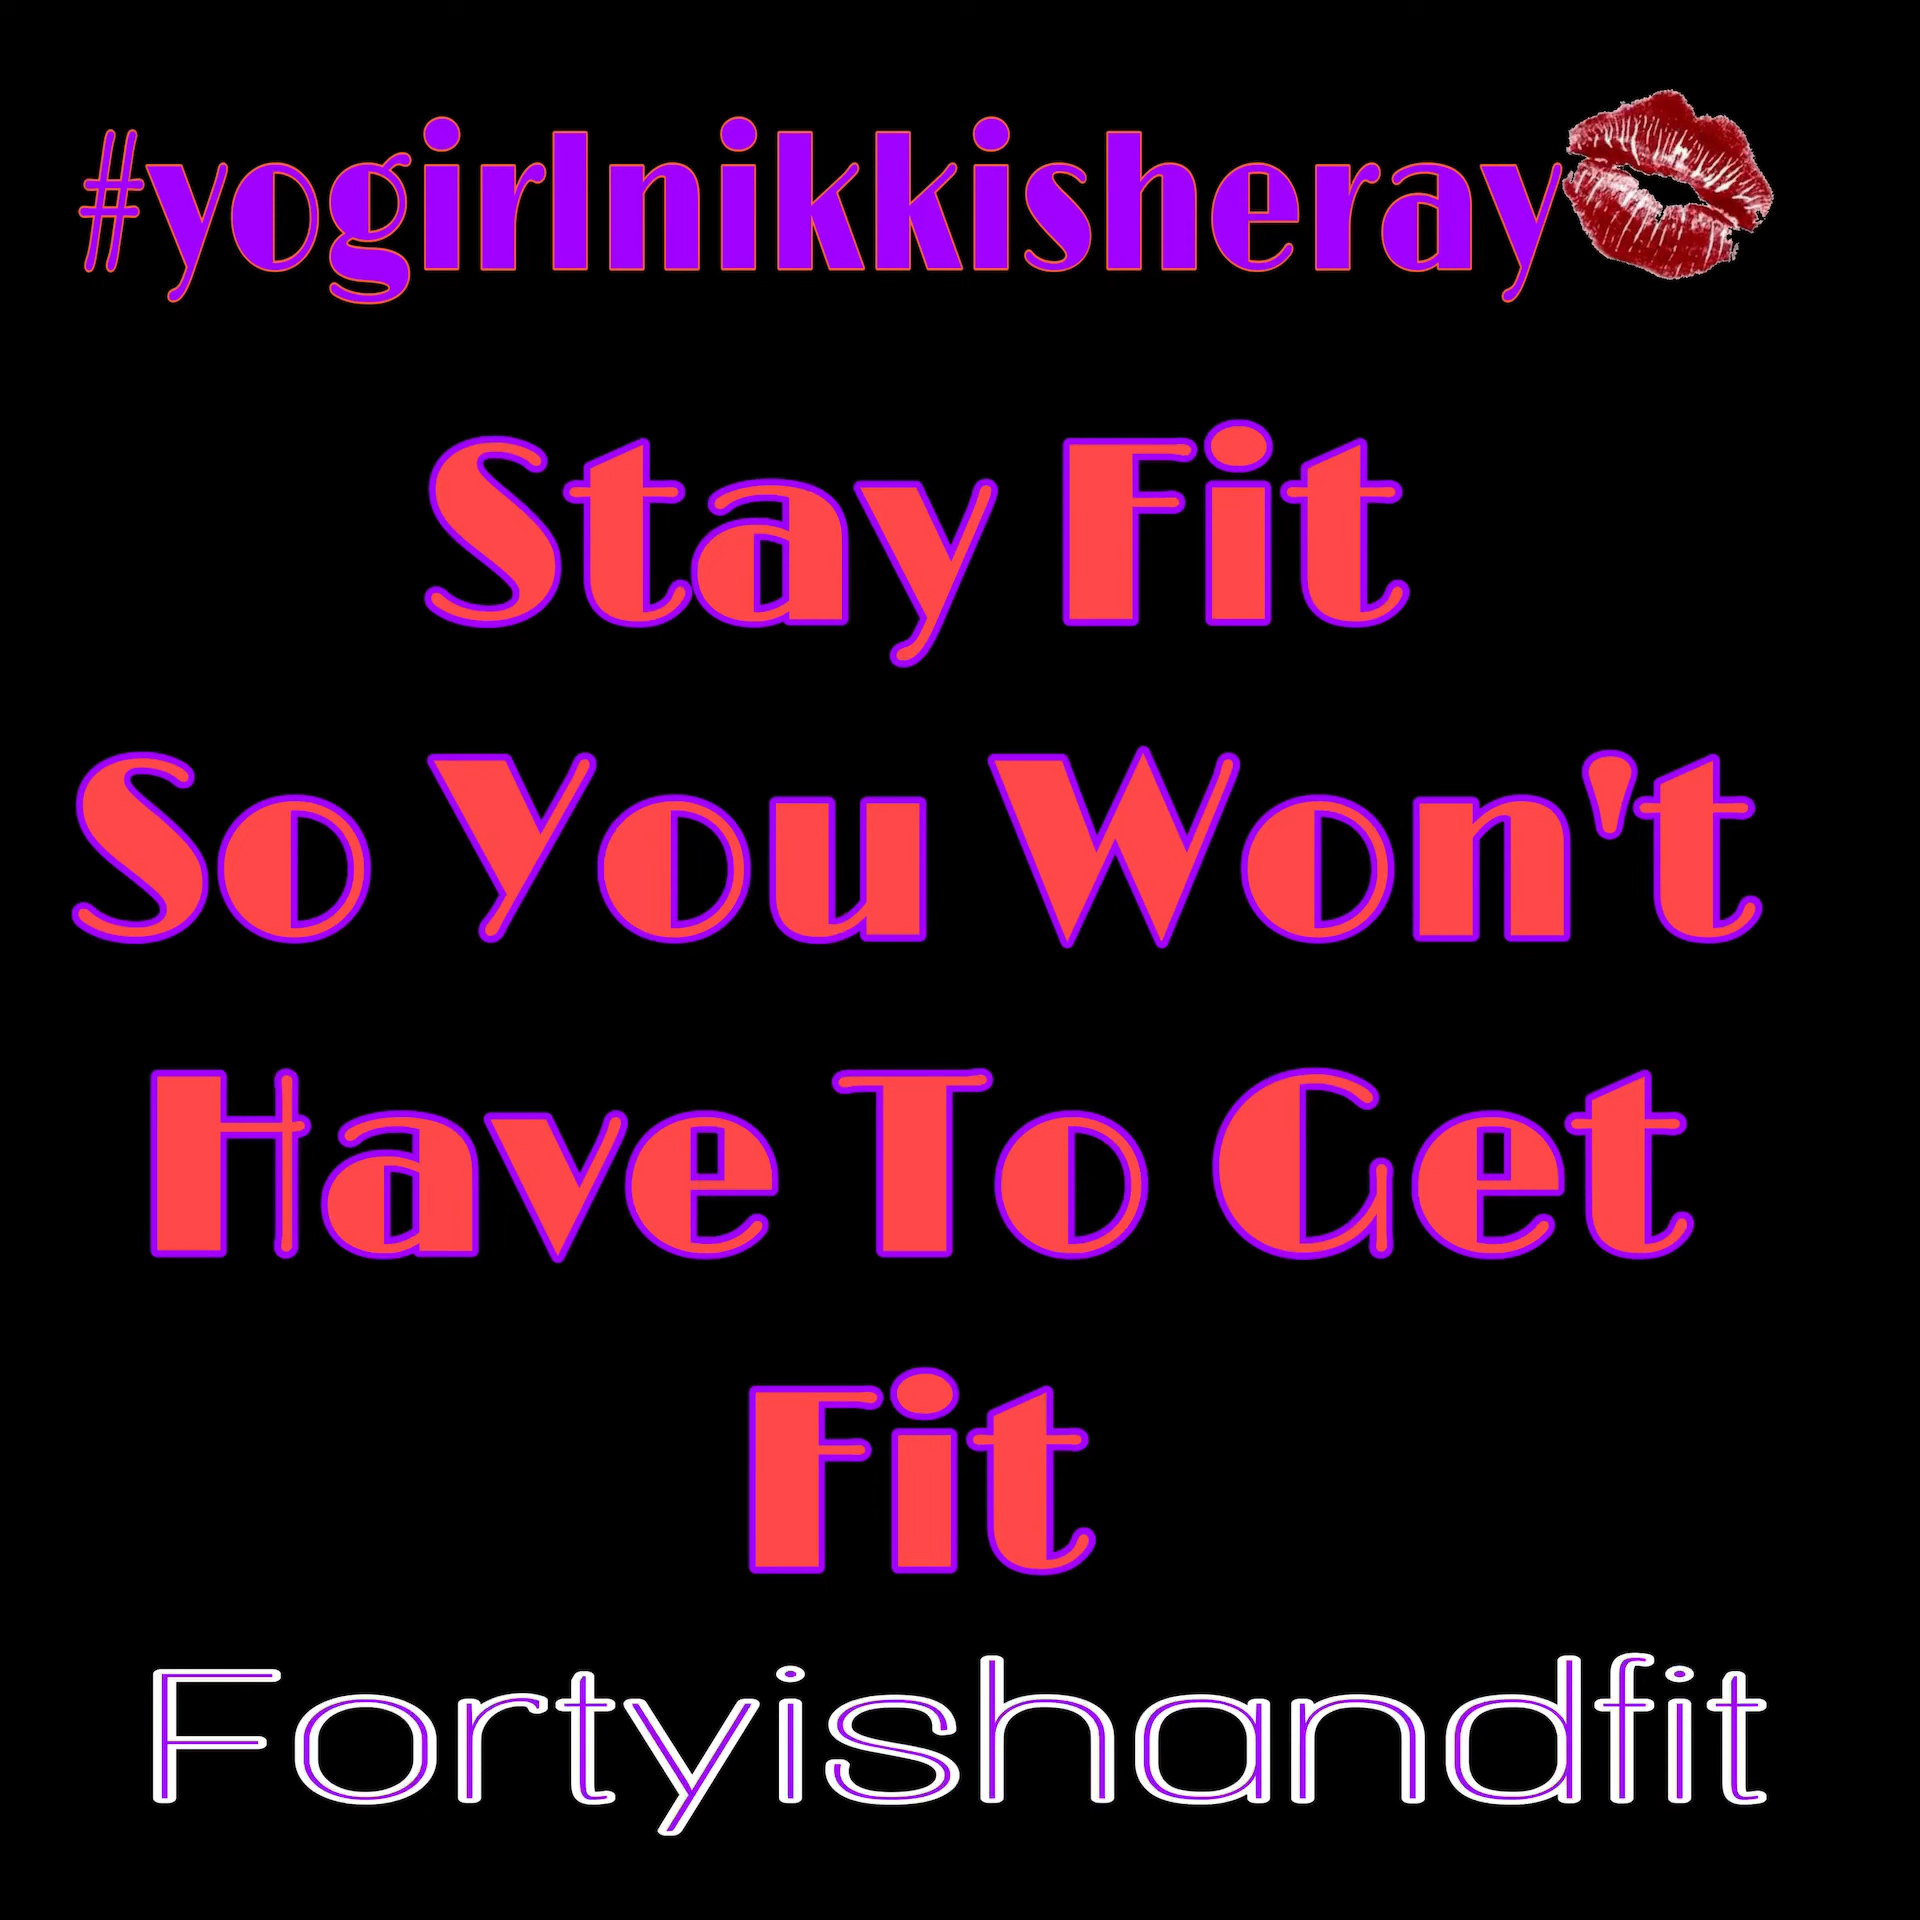 #yogirlnikkisheray
Stay Fit
So You Won't
Have To Get
Fit
Fortyishandfit